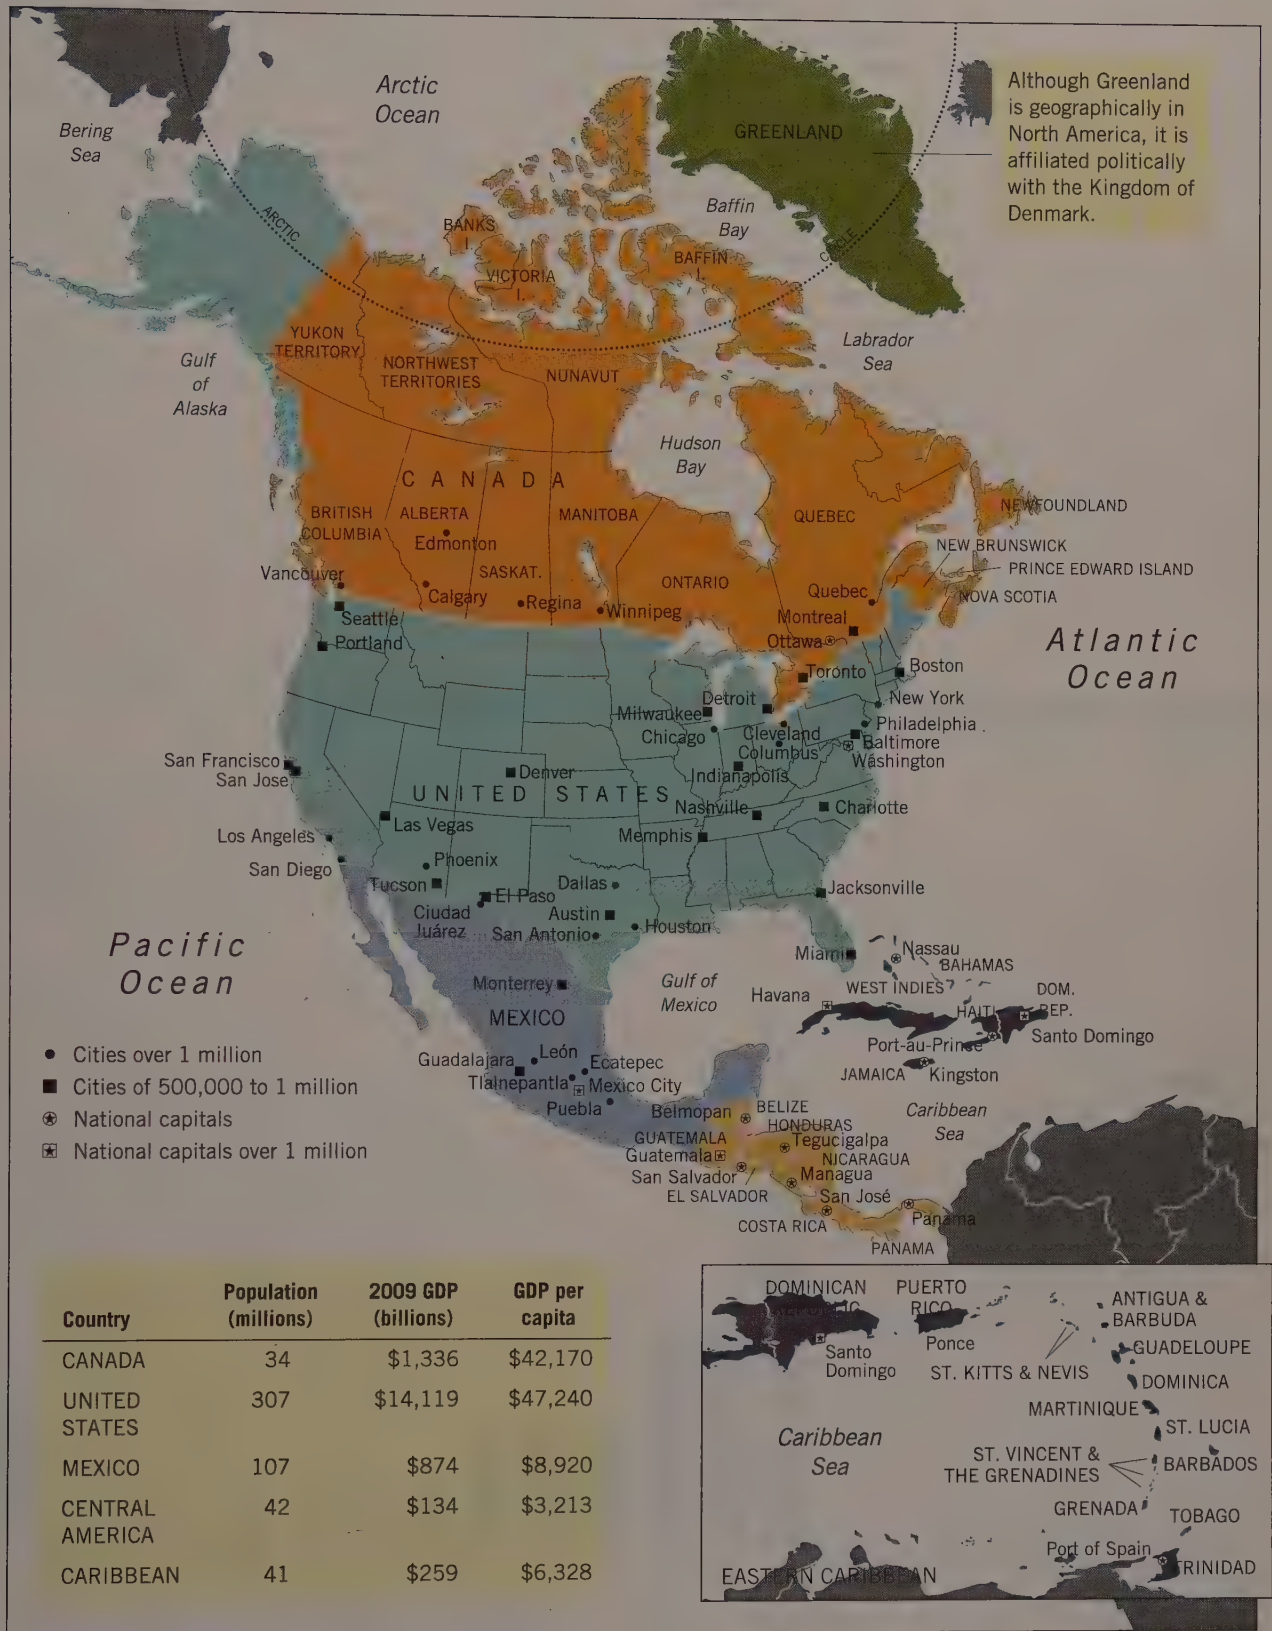 Arctic
Ocean
Although Greenland
is geographically in
North America, it is
affiliated politically
with the Kingdom of
Denmark.
Bering
Sea
GREENLAND
Baffin
Bay
BANKS
I.
ARCTIC
CIRCLE
VICTORIA
I.
BAFFIN
I.
Labrador
Sea
YUKON
TERRITORY
NORTHWEST
TERRITORIES
NUNAVUT
Gulf
of
Alaska
Hudson
Bay
CANADA
BRITISH
COLUMBIA
ALBERTA
Edmonton
MANITOBA
QUEBEC
NEWFOUNDLAND
NEW BRUNSWICK
PRINCE EDWARD ISLAND
NOVA SCOTIA
Vancouver
SASKAT.
ONTARIO
Calgary
Regina
Winnipeg
Quebec
Montreal
Ottawa
Seattle
Portland
Toronto
Boston
Atlantic
Ocean
Detroit
Milwaukee
Chicago
Cleveland
Columbus
New York
Philadelphia
Baltimore
Washington
San Francisco
San Jose
Denver
Indianapolis
UNITED STATES
Nashville
Charlotte
Las Vegas
Memphis
Los Angeles
San Diego
Phoenix
Tucson
El Paso
Dallas
Jacksonville
Ciudad
Juárez
Austin
San Antonio
Houston
Pacific
Ocean
Miami
Nassau
BAHAMAS
Monterrey
Gulf of
Mexico
Havana
WEST INDIES
DOM.
REP.
HAITI
MEXICO
Santo Domingo
Port-au-Prince
JAMAICA
Kingston
Guadalajara
León
Ecatepec
Tlalnepantla
Mexico City
Puebla
Belmopan
BELIZE
HONDURAS
Caribbean
Sea
GUATEMALA
Guatemala
Tegucigalpa
NICARAGUA
San Salvador
Managua
EL SALVADOR
San José
COSTA RICA
Panama
PANAMA
Cities over 1 million
Cities of 500,000 to 1 million
National capitals
National capitals over 1 million
Country Population (millions) 2009 GDP (billions) GDP per capita
CANADA 34 $1,336 $42,170
UNITED STATES 307 $14,119 $47,240
MEXICO 107 $874 $8,920
CENTRAL AMERICA 42 $134 $3,213
CARIBBEAN 41 $259 $6,328
DOMINICAN
PUERTO
RICO
ANTIGUA &
BARBUDA
Santo
Domingo
Ponce
GUADELOUPE
ST. KITTS & NEVIS
DOMINICA
MARTINIQUE
ST. LUCIA
Caribbean
Sea
ST. VINCENT &
THE GRENADINES
BARBADOS
GRENADA
TOBAGO
Port of Spain
TRINIDAD
EASTERN CARIBBEAN